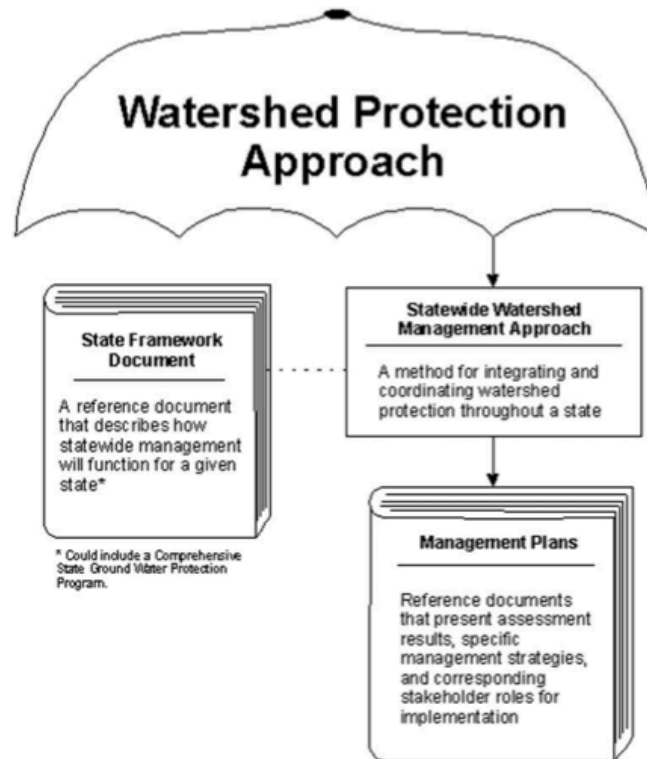 Watershed Protection
Approach
State Framework
Document
A reference document
that describes how
statewide management
will function for a given
state*
* Could include a Comprehensive
State Ground Water Protection
Program.
Statewide Watershed
Management Approach
A method for integrating and
coordinating watershed
protection throughout a state
Management Plans
Reference documents
that present assessment
results, specific
management strategies,
and corresponding
stakeholder roles for
implementation